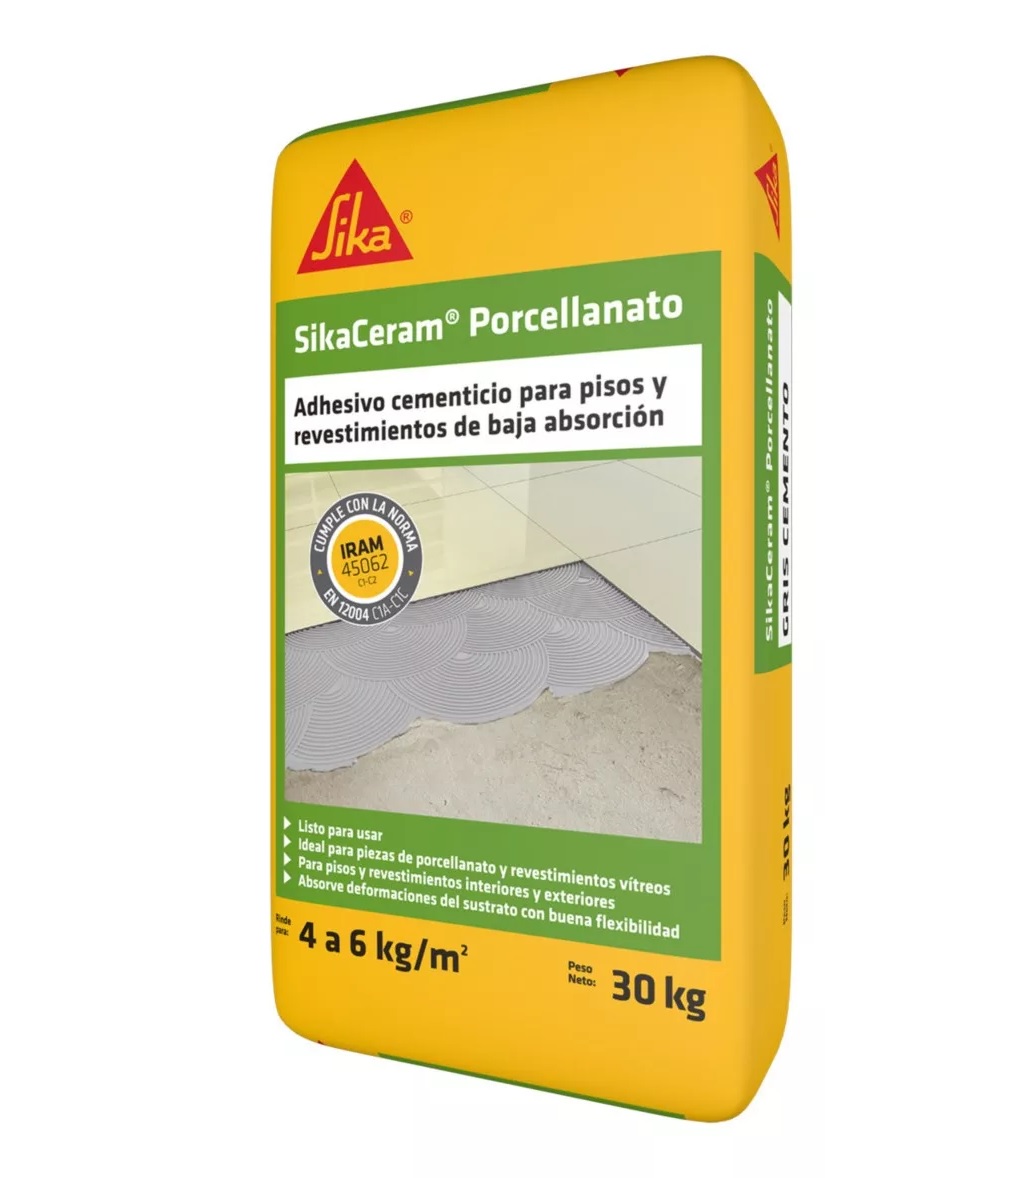 Sika®
SikaCeram® Porcellanato
Adhesivo cementicio para pisos y
revestimientos de baja absorción
CUMPLE CON LA NORMA
IRAM
45062
C1-C2
EN 12004 C1A-C1C
Listo para usar
Ideal para piezas de porcellanato y revestimientos vítreos
Para pisos y revestimientos interiores y exteriores
Absorve deformaciones del sustrato con buena flexibilidad
Rinde
para:
4 a 6 kg/m²
Peso
Neto:
30 kg
Sika
SikaCeram® Porcellanato
GRIS CEMENTO
30 kg